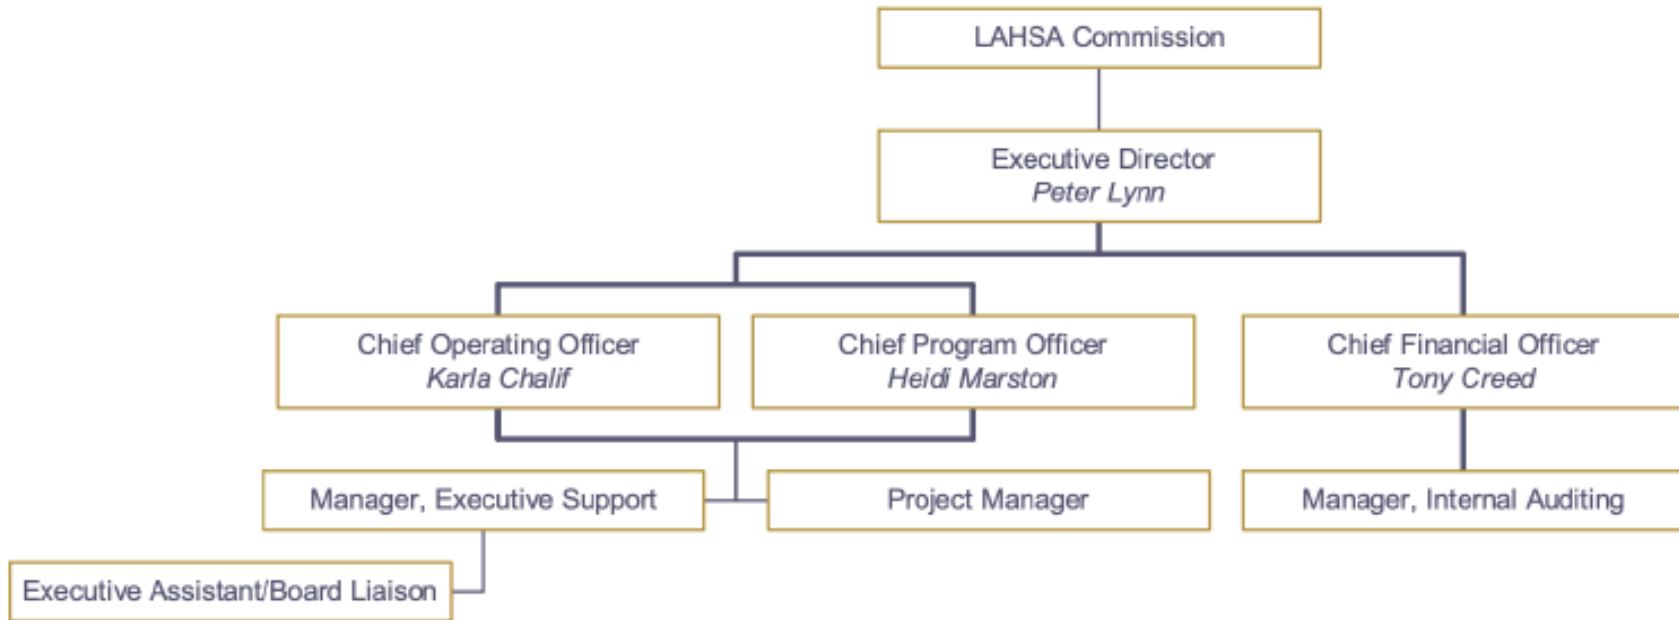 LAHSA Commission
Executive Director
Peter Lynn
Chief Operating Officer
Karla Chalif
Chief Program Officer
Heidi Marston
Chief Financial Officer
Tony Creed
Manager, Executive Support
Project Manager
Manager, Internal Auditing
Executive Assistant/Board Liaison